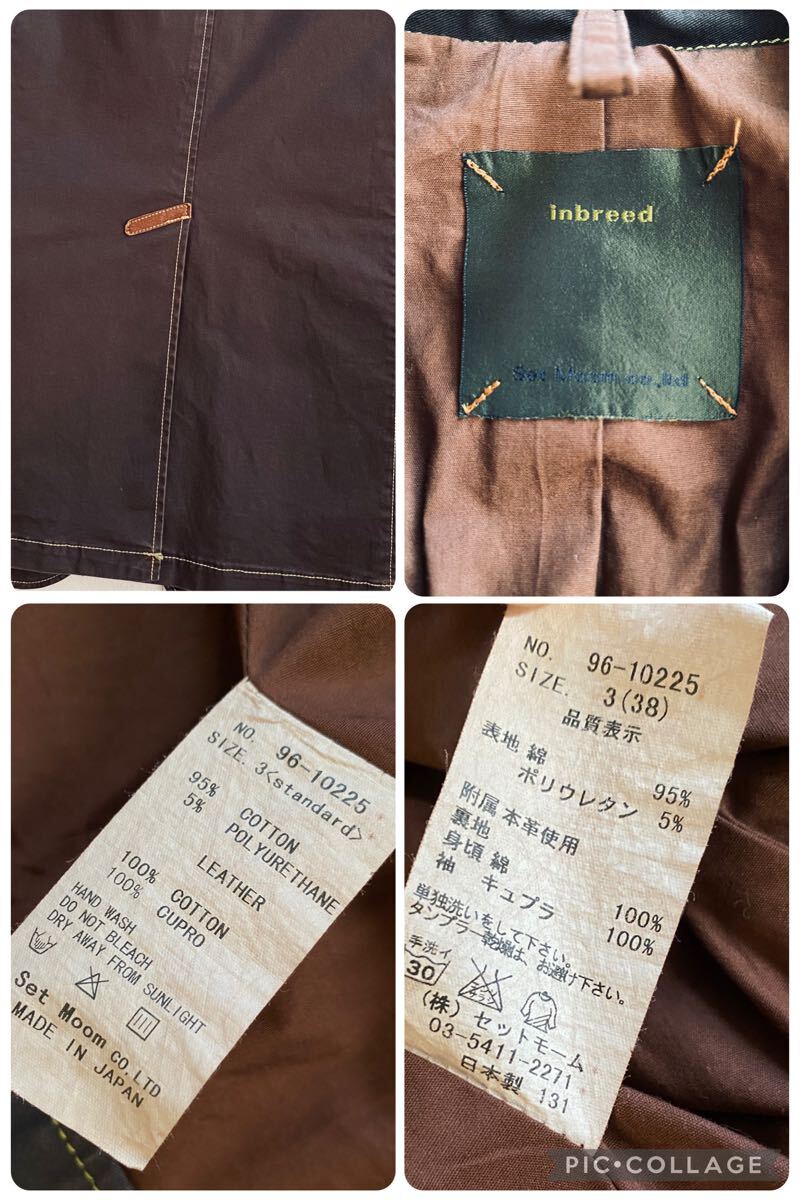 inbreed
Set Moom co.,ltd
NO. 96-10225
SIZE. 3<standard>
95% COTTON
5% POLYURETHANE
LEATHER
100% COTTON
100% CUPRO
HAND WASH
DO NOT BLEACH
DRY AWAY FROM SUNLIGHT
Set Moom CO.,LTD
MADE IN JAPAN
NO. 96-10225
SIZE. 3(38)
品質表示
表地 綿 95%
ポリウレタン 5%
附属 本革使用
裏地
身頃 綿 100%
袖 キュプラ 100%
単独洗いをして下さい。
タンブラー乾燥は、お避け下さい。
手洗イ
30
(株)セットモーム
03-5411-2271
日本製 131
PIC•COLLAGE